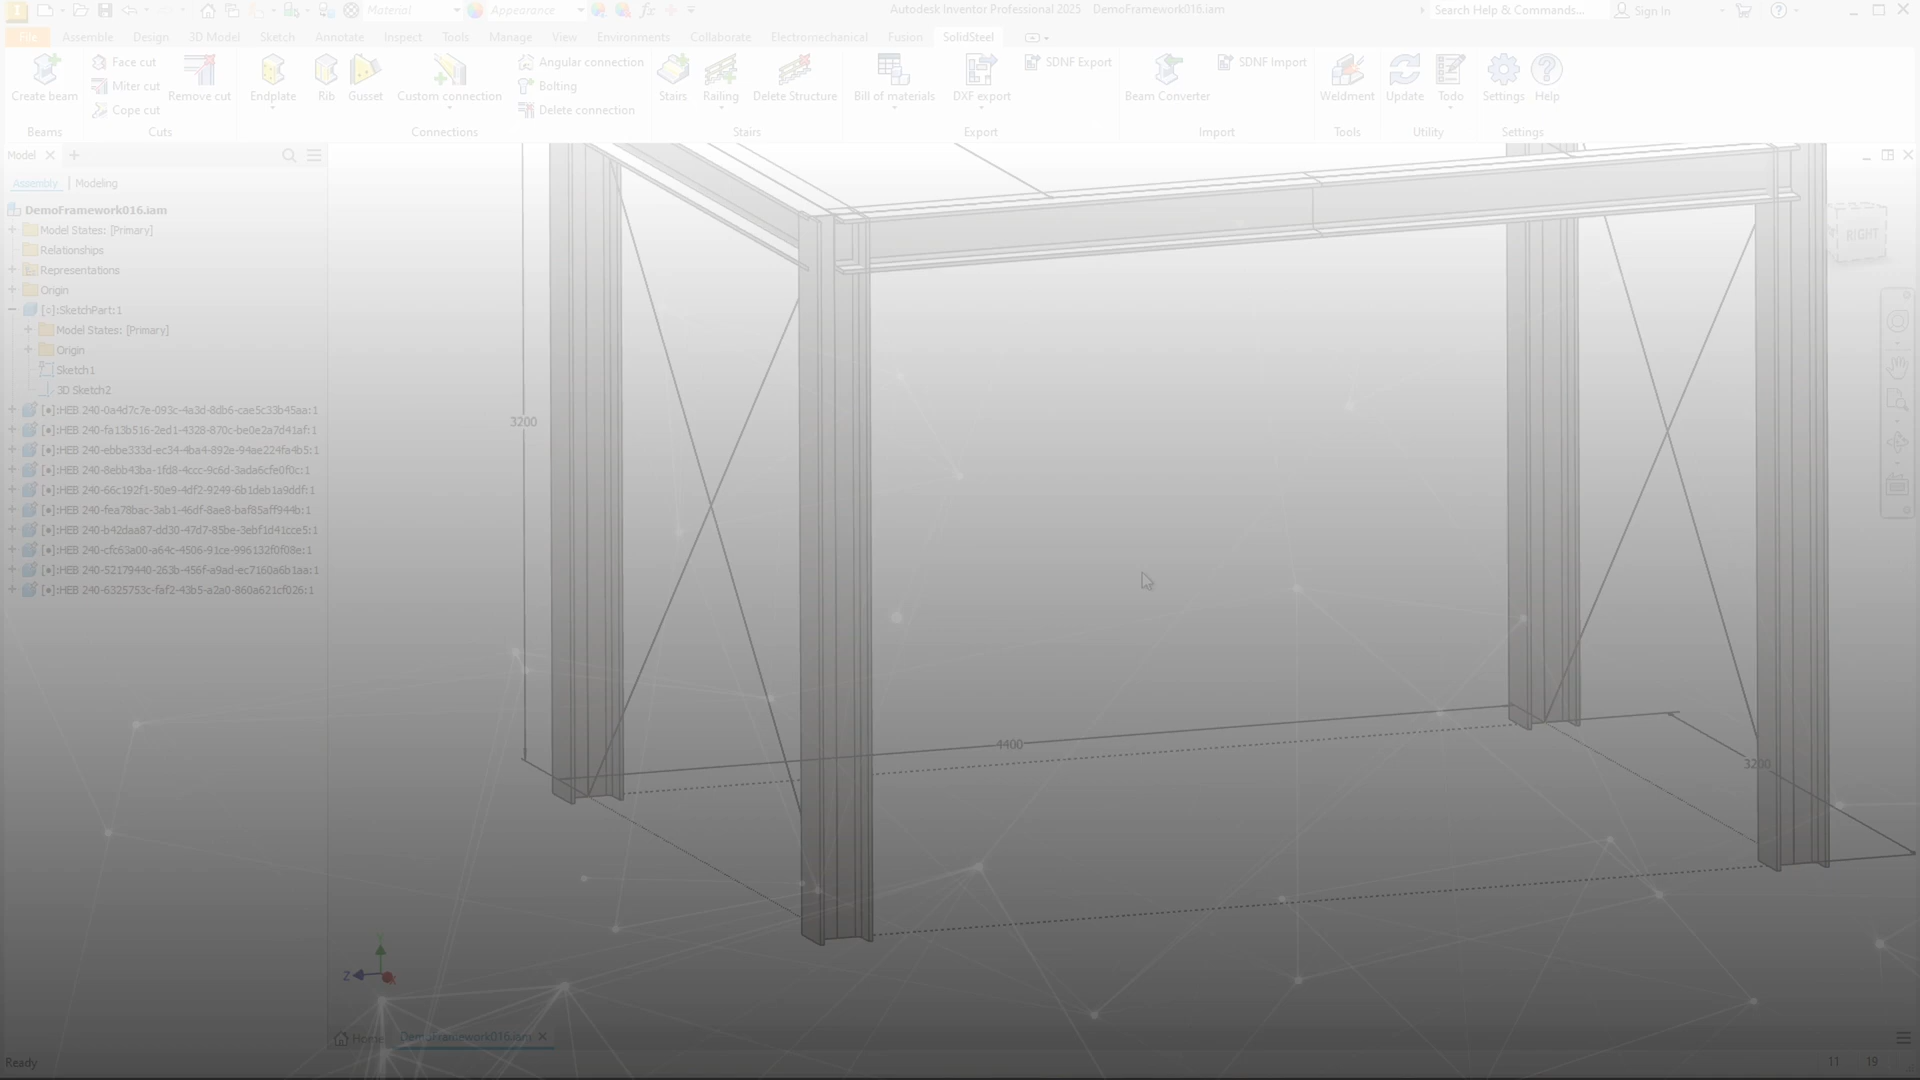 Material
Appearance
Autodesk Inventor Professional 2025 DemoFramework016.iam
Search Help & Commands...
Sign In
File Assemble Design 3D Model Sketch Annotate Inspect Tools Manage View Environments Collaborate Electromechanical Fusion SolidSteel
Create beam
Face cut
Miter cut
Cope cut
Remove cut
Endplate
Rib
Gusset
Custom connection
Angular connection
Bolting
Delete connection
Stairs
Railing
Delete Structure
Bill of materials
DXF export
SDNF Export
Beam Converter
SDNF Import
Weldment
Update
Todo
Settings
Help
Beams Cuts Connections Stairs Export Import Tools Utility Settings
Model
Assembly | Modeling
DemoFramework016.iam
Model States: [Primary]
Relationships
Representations
Origin
[o]:SketchPart:1
Model States: [Primary]
Origin
Sketch1
3D Sketch2
[●]:HEB 240-0a4d7c7e-093c-4a3d-8db6-cae5c33b45aa:1
[●]:HEB 240-fa13b516-2ed1-4328-870c-be0e2a7d41af:1
[●]:HEB 240-ebbe333d-ec34-4ba4-892e-94ae224fa4b5:1
[●]:HEB 240-8ebb43ba-1fd8-4ccc-9c6d-3ada6cfe0f0c:1
[●]:HEB 240-66c192f1-50e9-4df2-9249-6b1deb1a9ddf:1
[●]:HEB 240-fea78bac-3ab1-46df-8ae8-baf85aff944b:1
[●]:HEB 240-b42daa87-dd30-47d7-85be-3ebf1d41cce5:1
[●]:HEB 240-cfc63a00-a64c-4506-91ce-996132f0f08e:1
[●]:HEB 240-52179440-263b-456f-a9ad-ec7160a6b1aa:1
[●]:HEB 240-6325753c-faf2-43b5-a2a0-860a621cf026:1
RIGHT
3200
4400
3200
Y
Z
X
Home DemoFramework016.iam
Ready
11 19